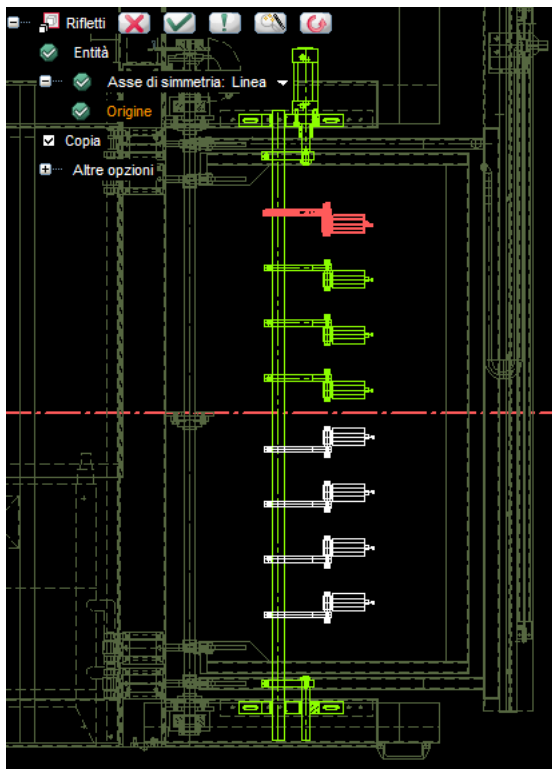 Rifletti
Entità
Asse di simmetria: Linea
Origine
Copia
Altre opzioni